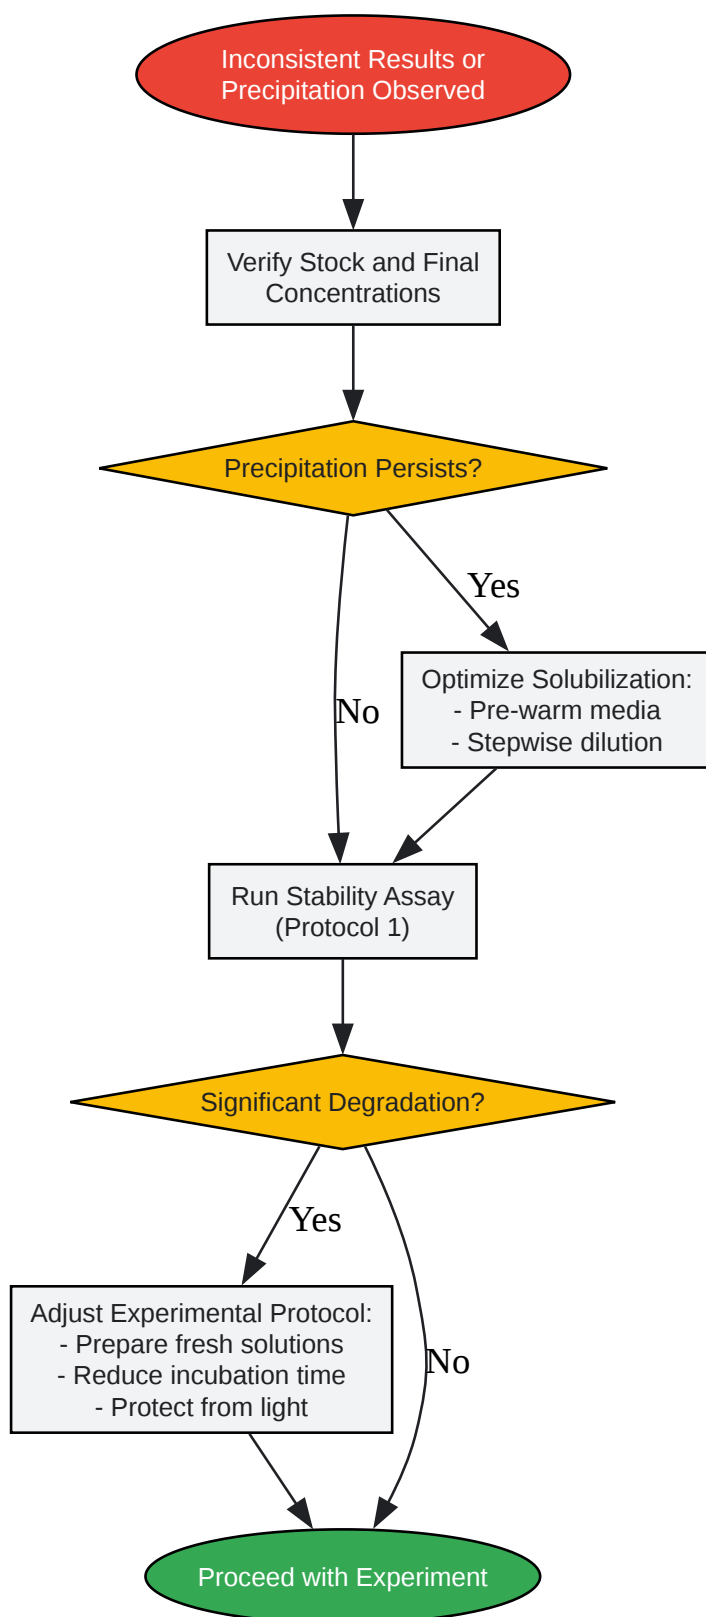 Inconsistent Results or
Precipitation Observed
Verify Stock and Final
Concentrations
Precipitation Persists?
Yes
Optimize Solubilization:
- Pre-warm media
- Stepwise dilution
No
Run Stability Assay
(Protocol 1)
Significant Degradation?
Yes
Adjust Experimental Protocol:
- Prepare fresh solutions
- Reduce incubation time
- Protect from light
No
Proceed with Experiment